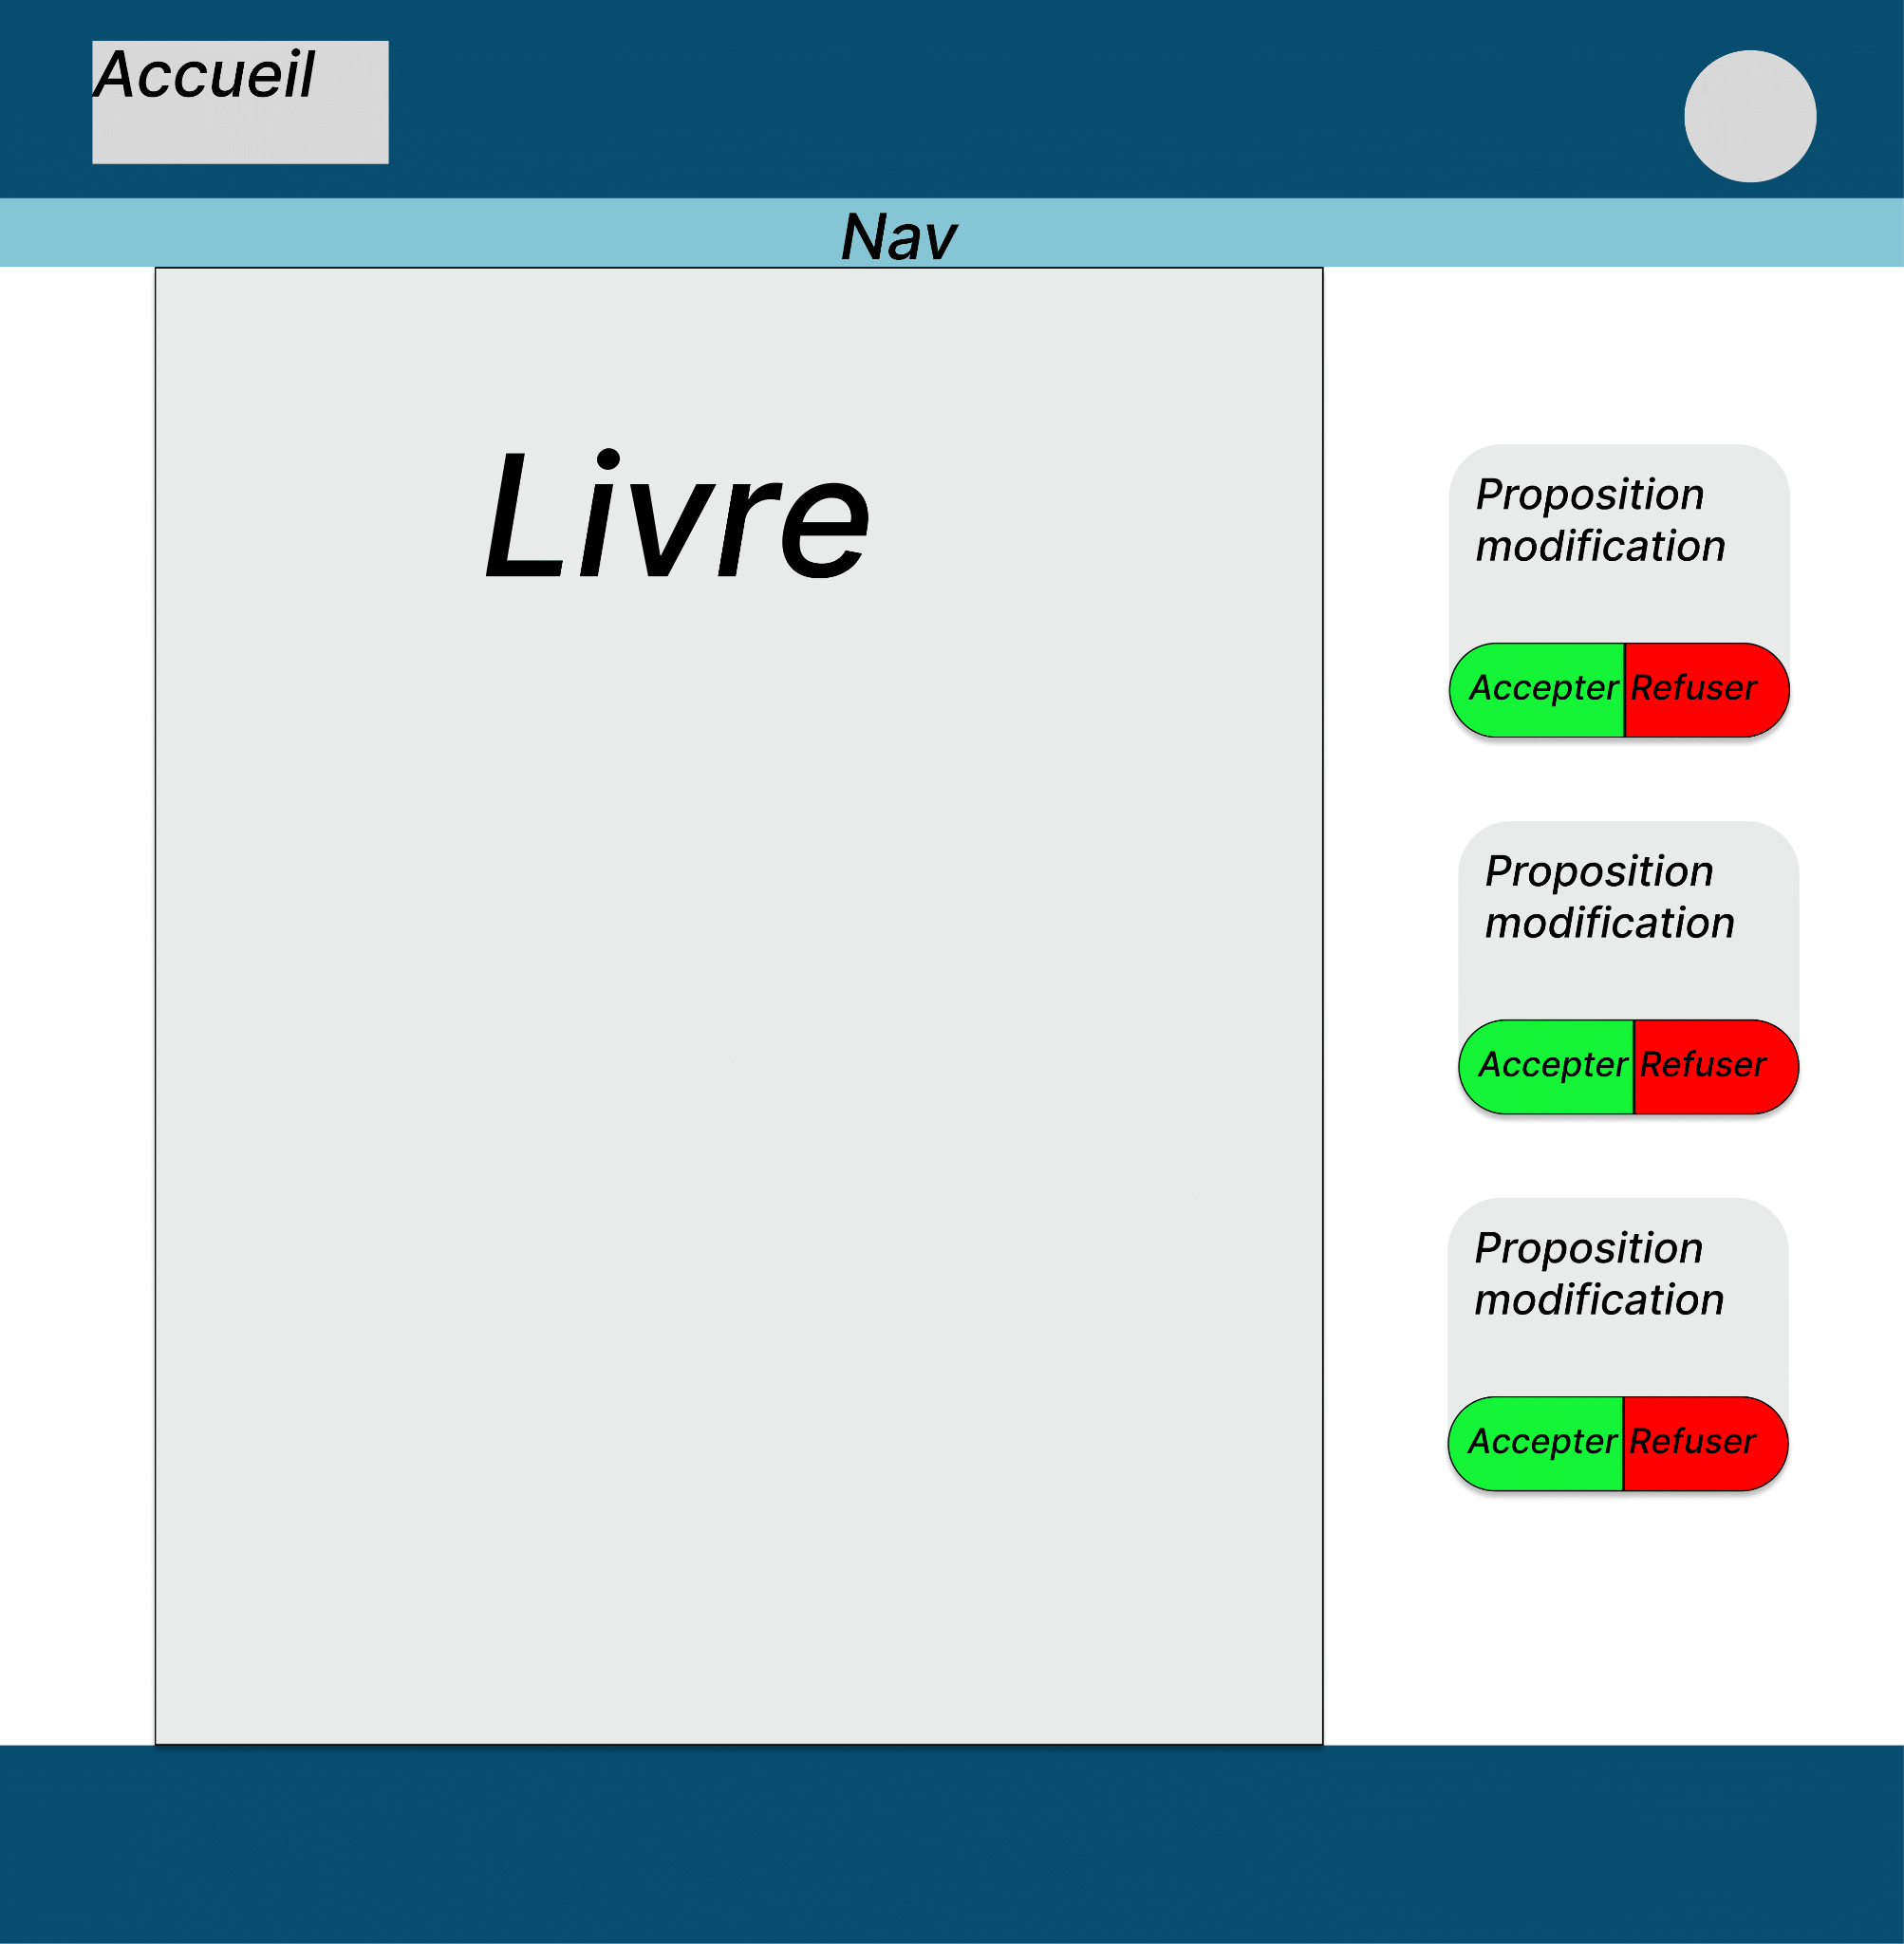 Accueil
Nav
Livre
Proposition
modification
Accepter Refuser
Proposition
modification
Accepter Refuser
Proposition
modification
Accepter Refuser